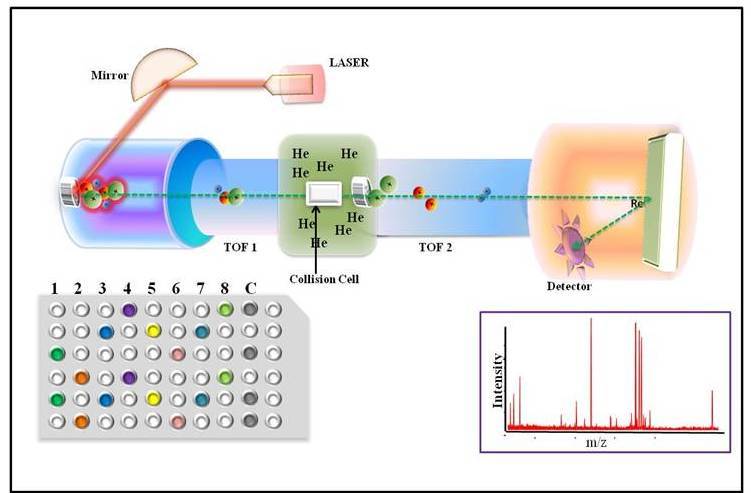 LASER
Mirror
He
He
He
He
He
He
He
He
Re
TOF 1
TOF 2
Collision Cell
Detector
1 2 3 4 5 6 7 8 C
Intensity
m/z